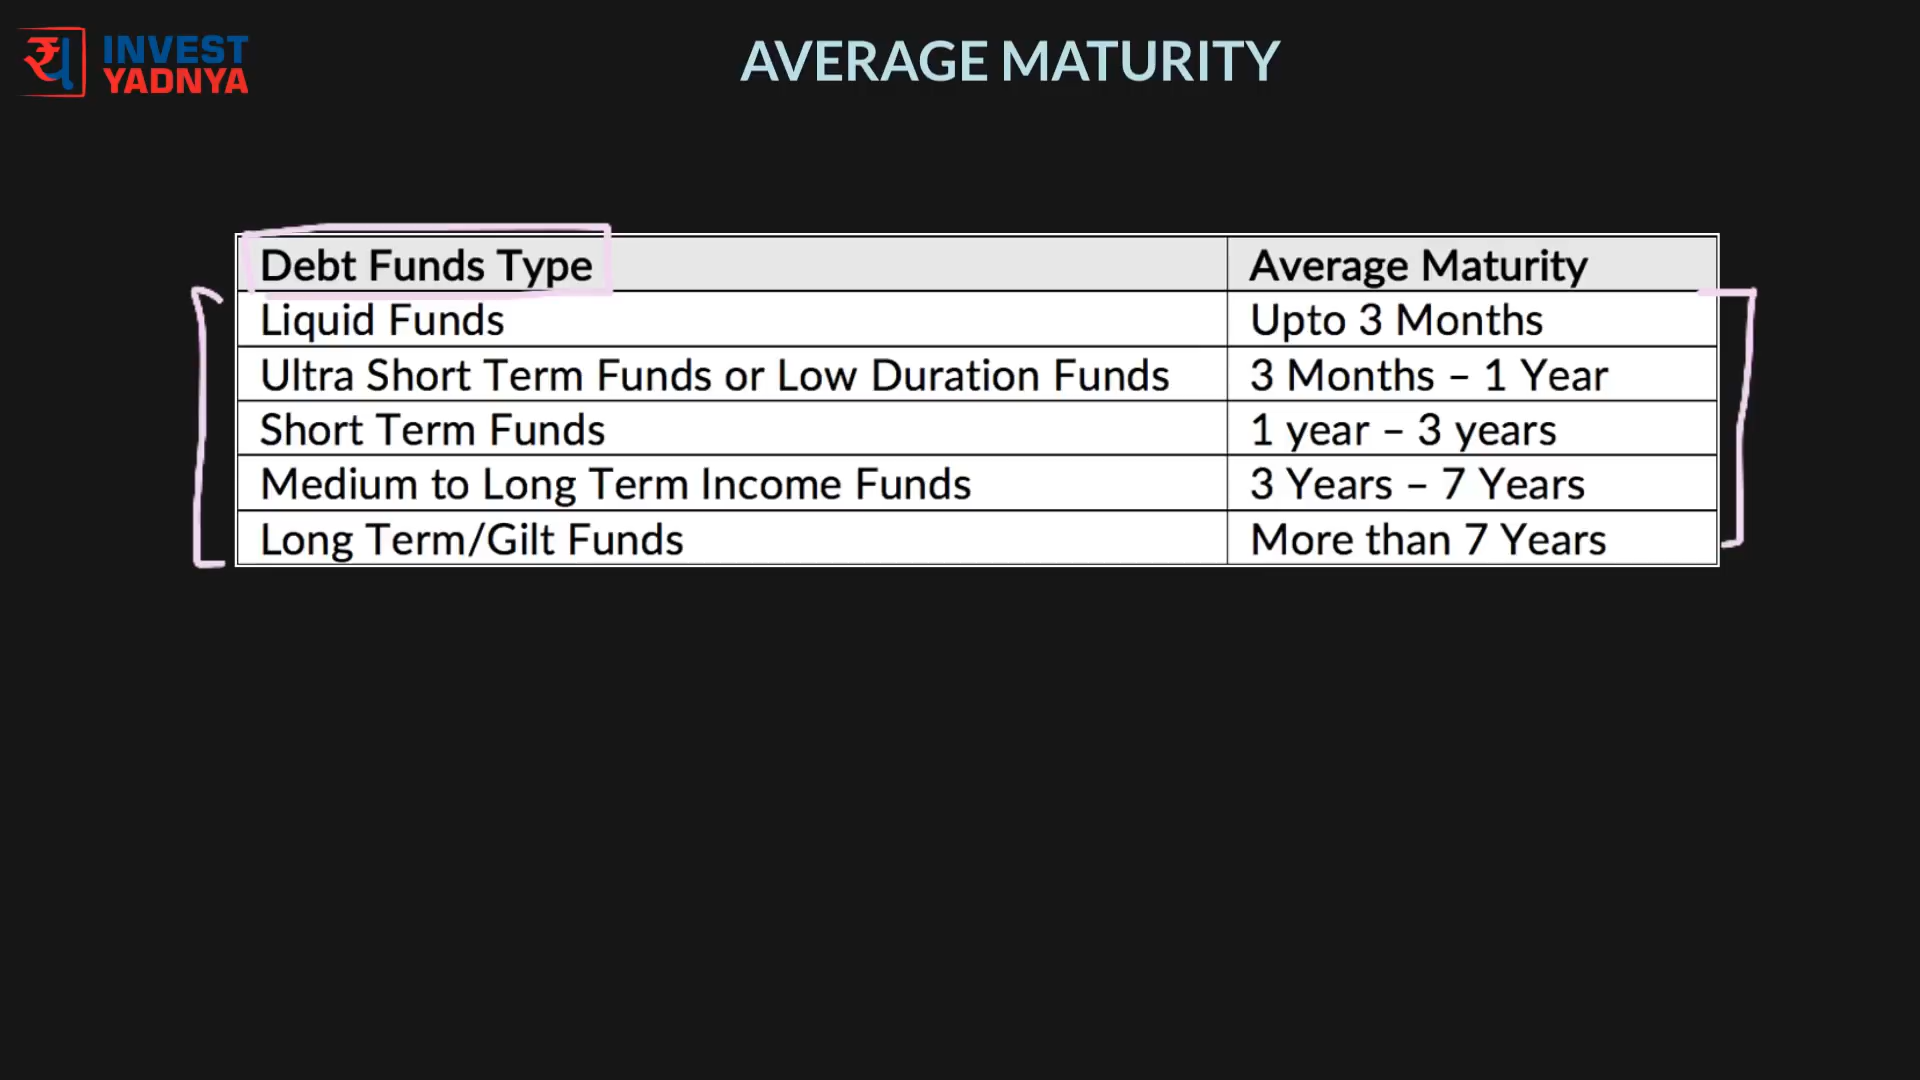 INVEST
YADNYA
AVERAGE MATURITY
Debt Funds Type Average Maturity
Liquid Funds Upto 3 Months
Ultra Short Term Funds or Low Duration Funds 3 Months – 1 Year
Short Term Funds 1 year – 3 years
Medium to Long Term Income Funds 3 Years – 7 Years
Long Term/Gilt Funds More than 7 Years